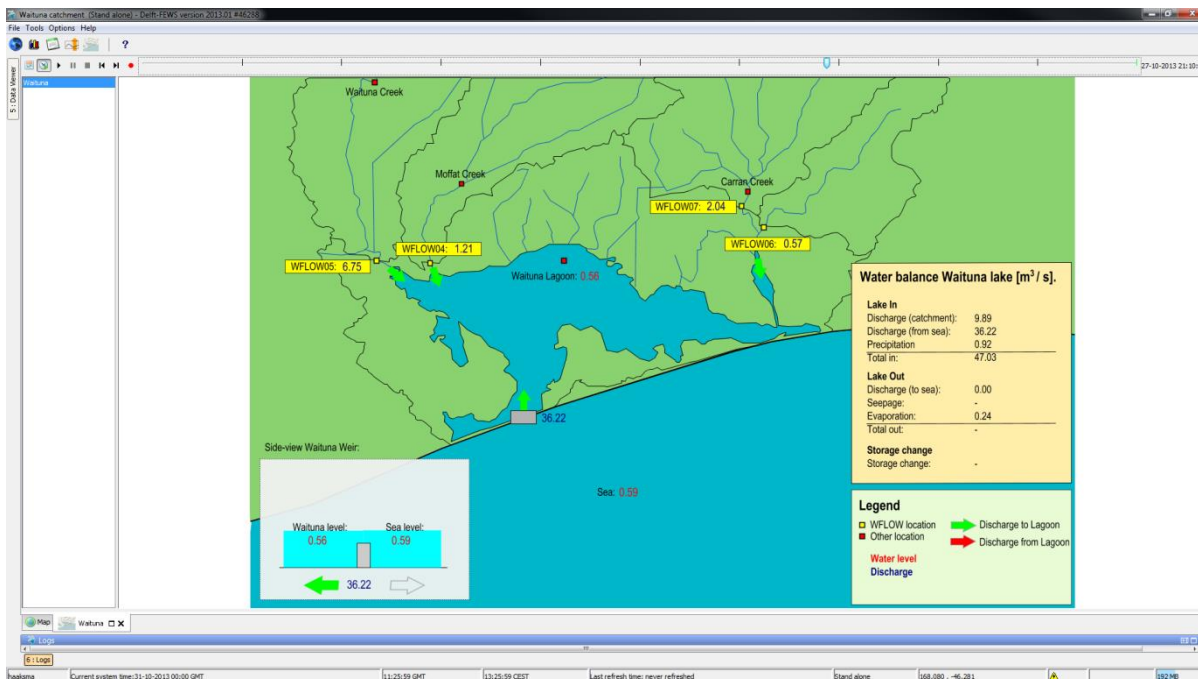 Waituna catchment (Stand alone) - Delft-FEWS version 2013.01 #46268
File Tools Options Help
?
27-10-2013 21:10:
5 : Data Viewer
Waituna
Waituna Creek
Moffat Creek
Carran Creek
WFLOW07: 2.04
WFLOW04: 1.21
WFLOW06: 0.57
WFLOW05: 6.75
Waituna Lagoon: 0.56
36.22
Sea: 0.59
Water balance Waituna lake [m³ / s].
Lake In
Discharge (catchment): 9.89
Discharge (from sea): 36.22
Precipitation 0.92
Total in: 47.03
Lake Out
Discharge (to sea): 0.00
Seepage: -
Evaporation: 0.24
Total out: -
Storage change
Storage change: -
Side-view Waituna Weir:
Waituna level: Sea level:
0.56 0.59
36.22
Legend
WFLOW location Discharge to Lagoon
Other location Discharge from Lagoon
Water level
Discharge
Map Waituna
Logs
6 : Logs
haaksma Current system time:31-10-2013 00:00 GMT 11:25:59 GMT 13:25:59 CEST Last refresh time: never refreshed Stand alone 168.080 , -46.281 192 MB